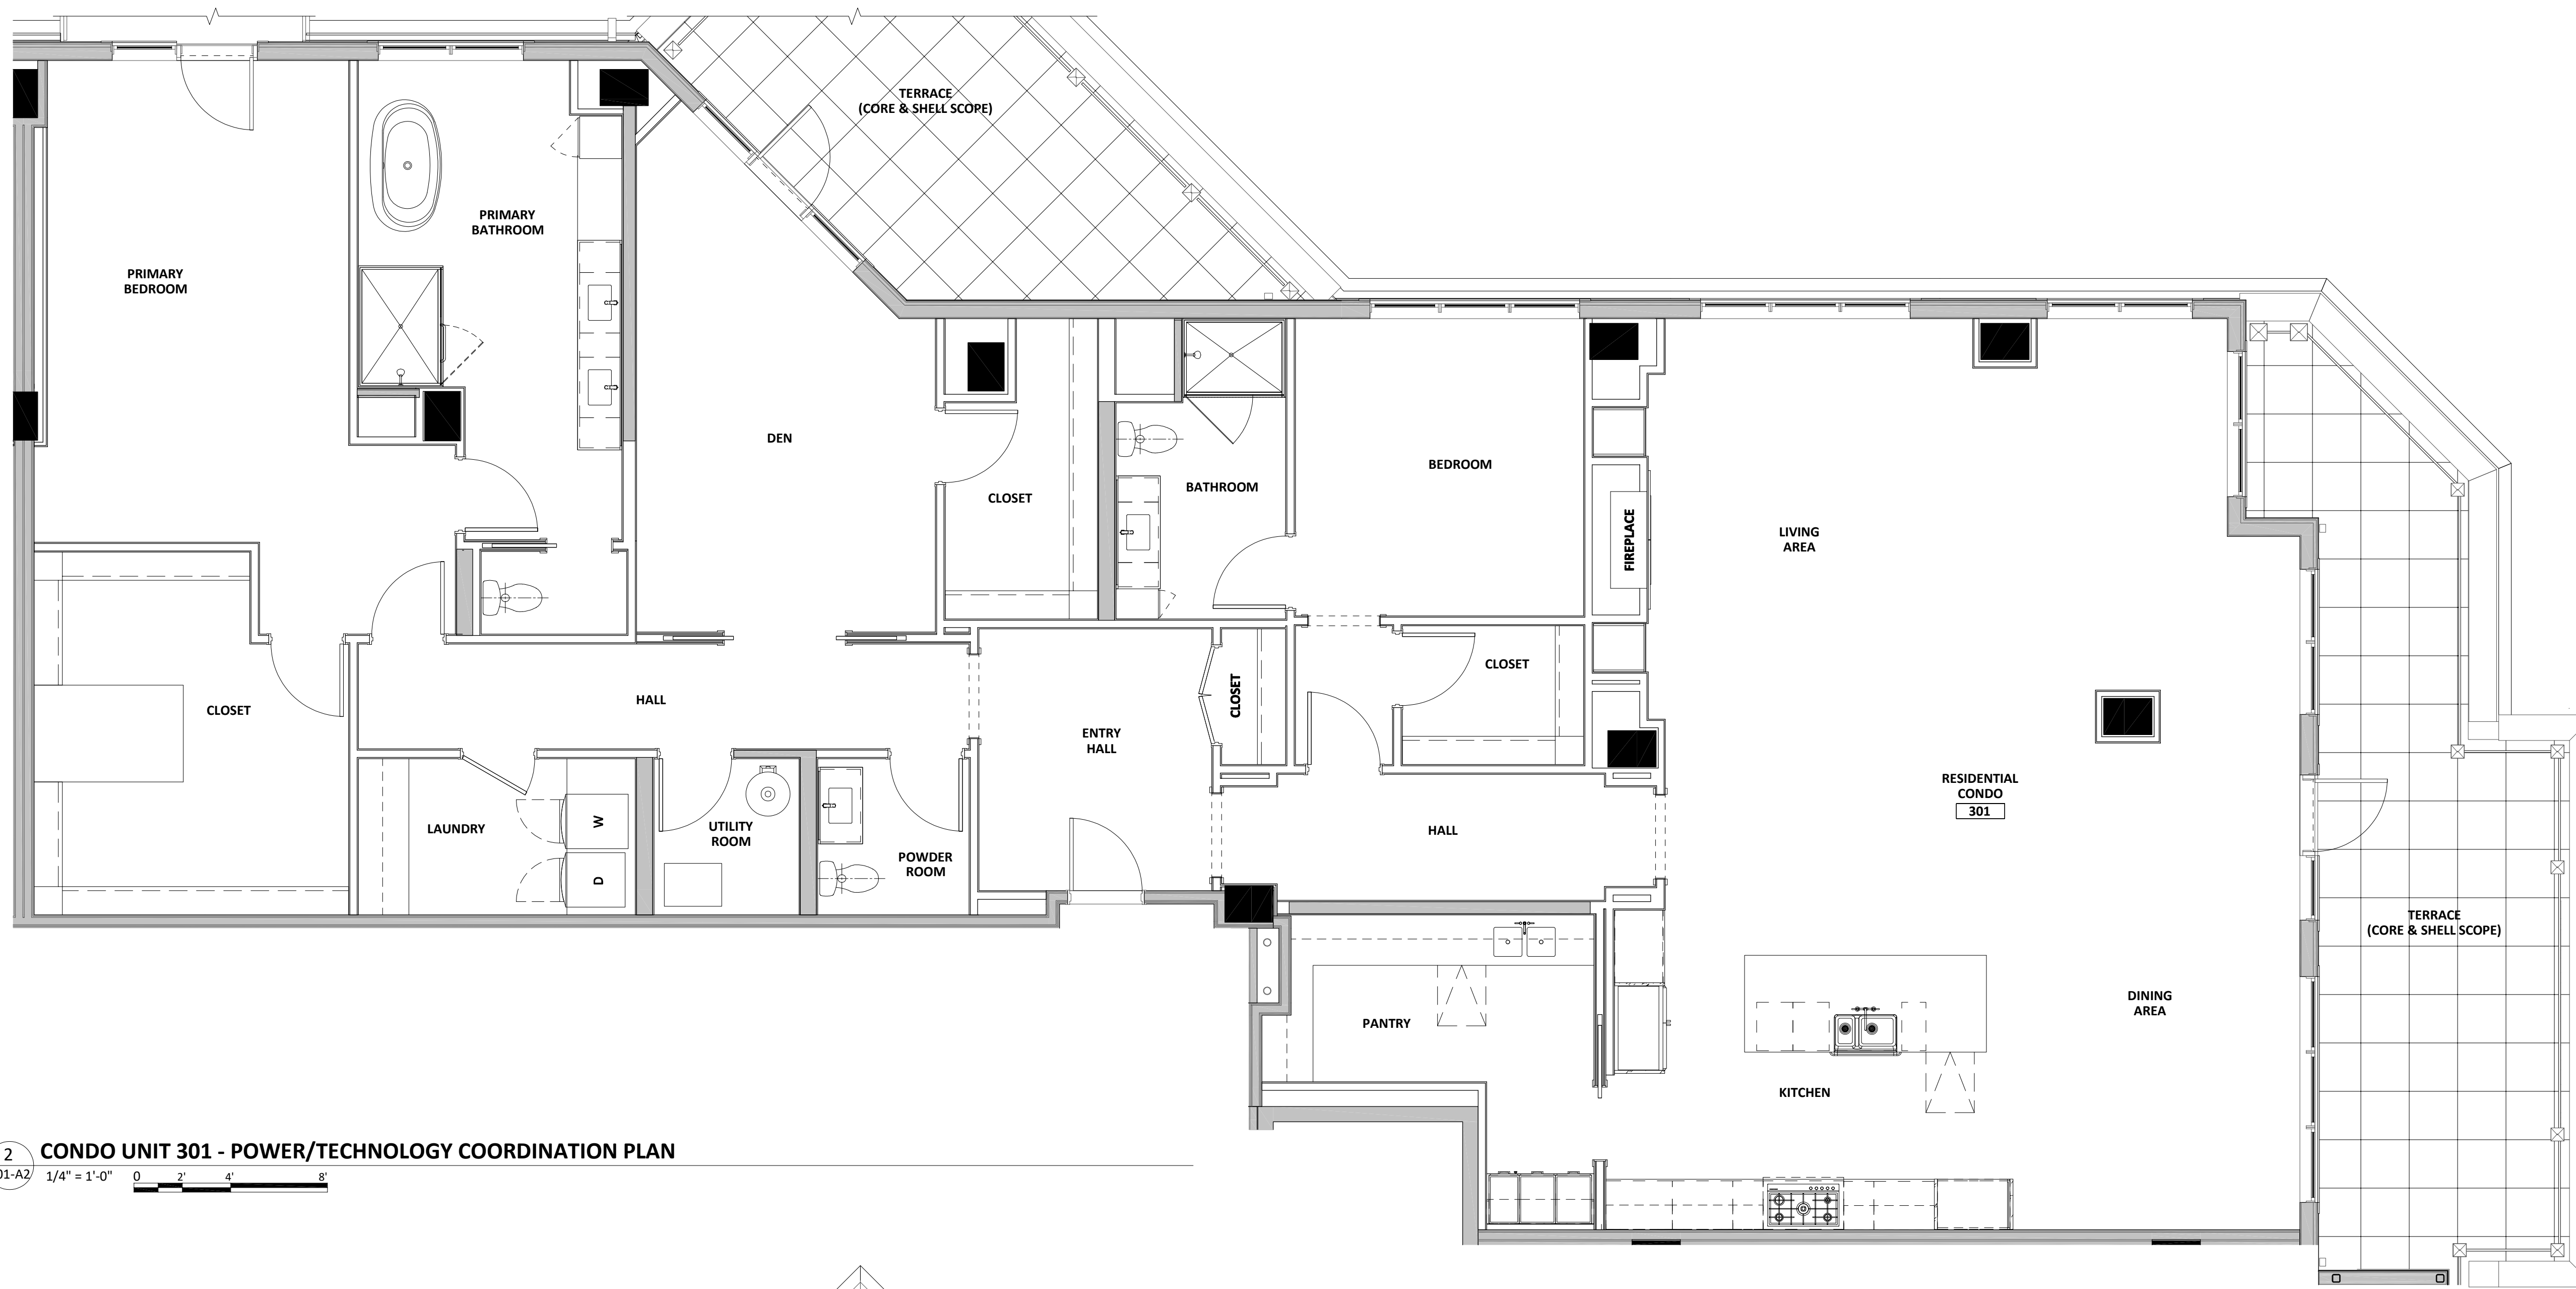 TERRACE
(CORE & SHELL SCOPE)
PRIMARY
BATHROOM
PRIMARY
BEDROOM
DEN
CLOSET
BATHROOM
BEDROOM
FIREPLACE
LIVING
AREA
CLOSET
HALL
CLOSET
CLOSET
ENTRY
HALL
RESIDENTIAL
CONDO
301
LAUNDRY
W
D
UTILITY
ROOM
POWDER
ROOM
HALL
TERRACE
(CORE & SHELL SCOPE)
PANTRY
DINING
AREA
KITCHEN
2
01-A2
CONDO UNIT 301 - POWER/TECHNOLOGY COORDINATION PLAN
1/4" = 1'-0"
0 2' 4' 8'